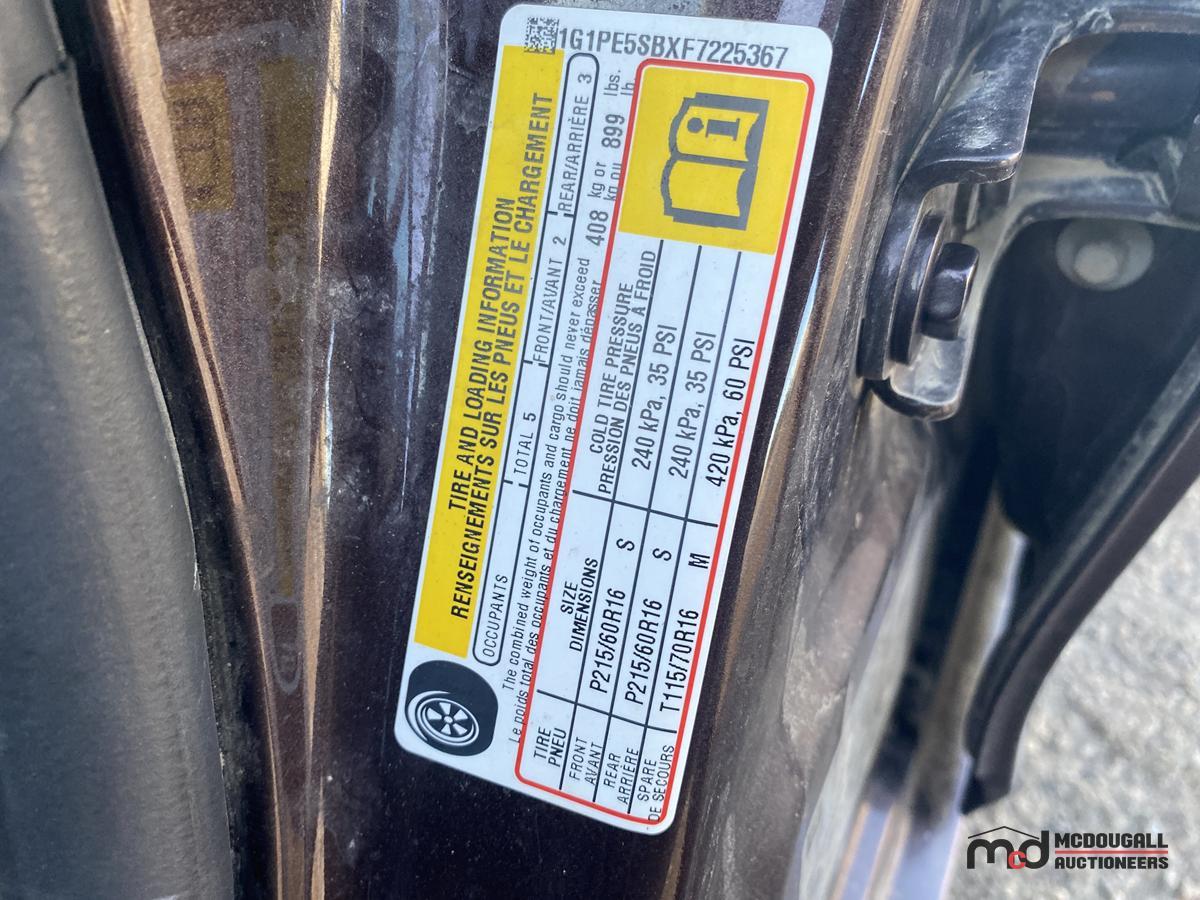 1G1PE5SBXF7225367
TIRE AND LOADING INFORMATION
RENSEIGNEMENTS SUR LES PNEUS ET LE CHARGEMENT
OCCUPANTS TOTAL 5 FRONT/AVANT 2 REAR/ARRIÈRE 3
The combined weight of occupants and cargo should never exceed 408 kg or 899 lbs.
Le poids total des occupants et du chargement ne doit jamais dépasser kg ou lb.
TIRE SIZE COLD TIRE PRESSURE
PNEU DIMENSIONS PRESSION DES PNEUS À FROID
FRONT
AVANT P215/60R16 S 240 kPa, 35 PSI
REAR
ARRIÈRE P215/60R16 S 240 kPa, 35 PSI
SPARE
DE SECOURS T115/70R16 M 420 kPa, 60 PSI
i
mcd MCDOUGALL
AUCTIONEERS